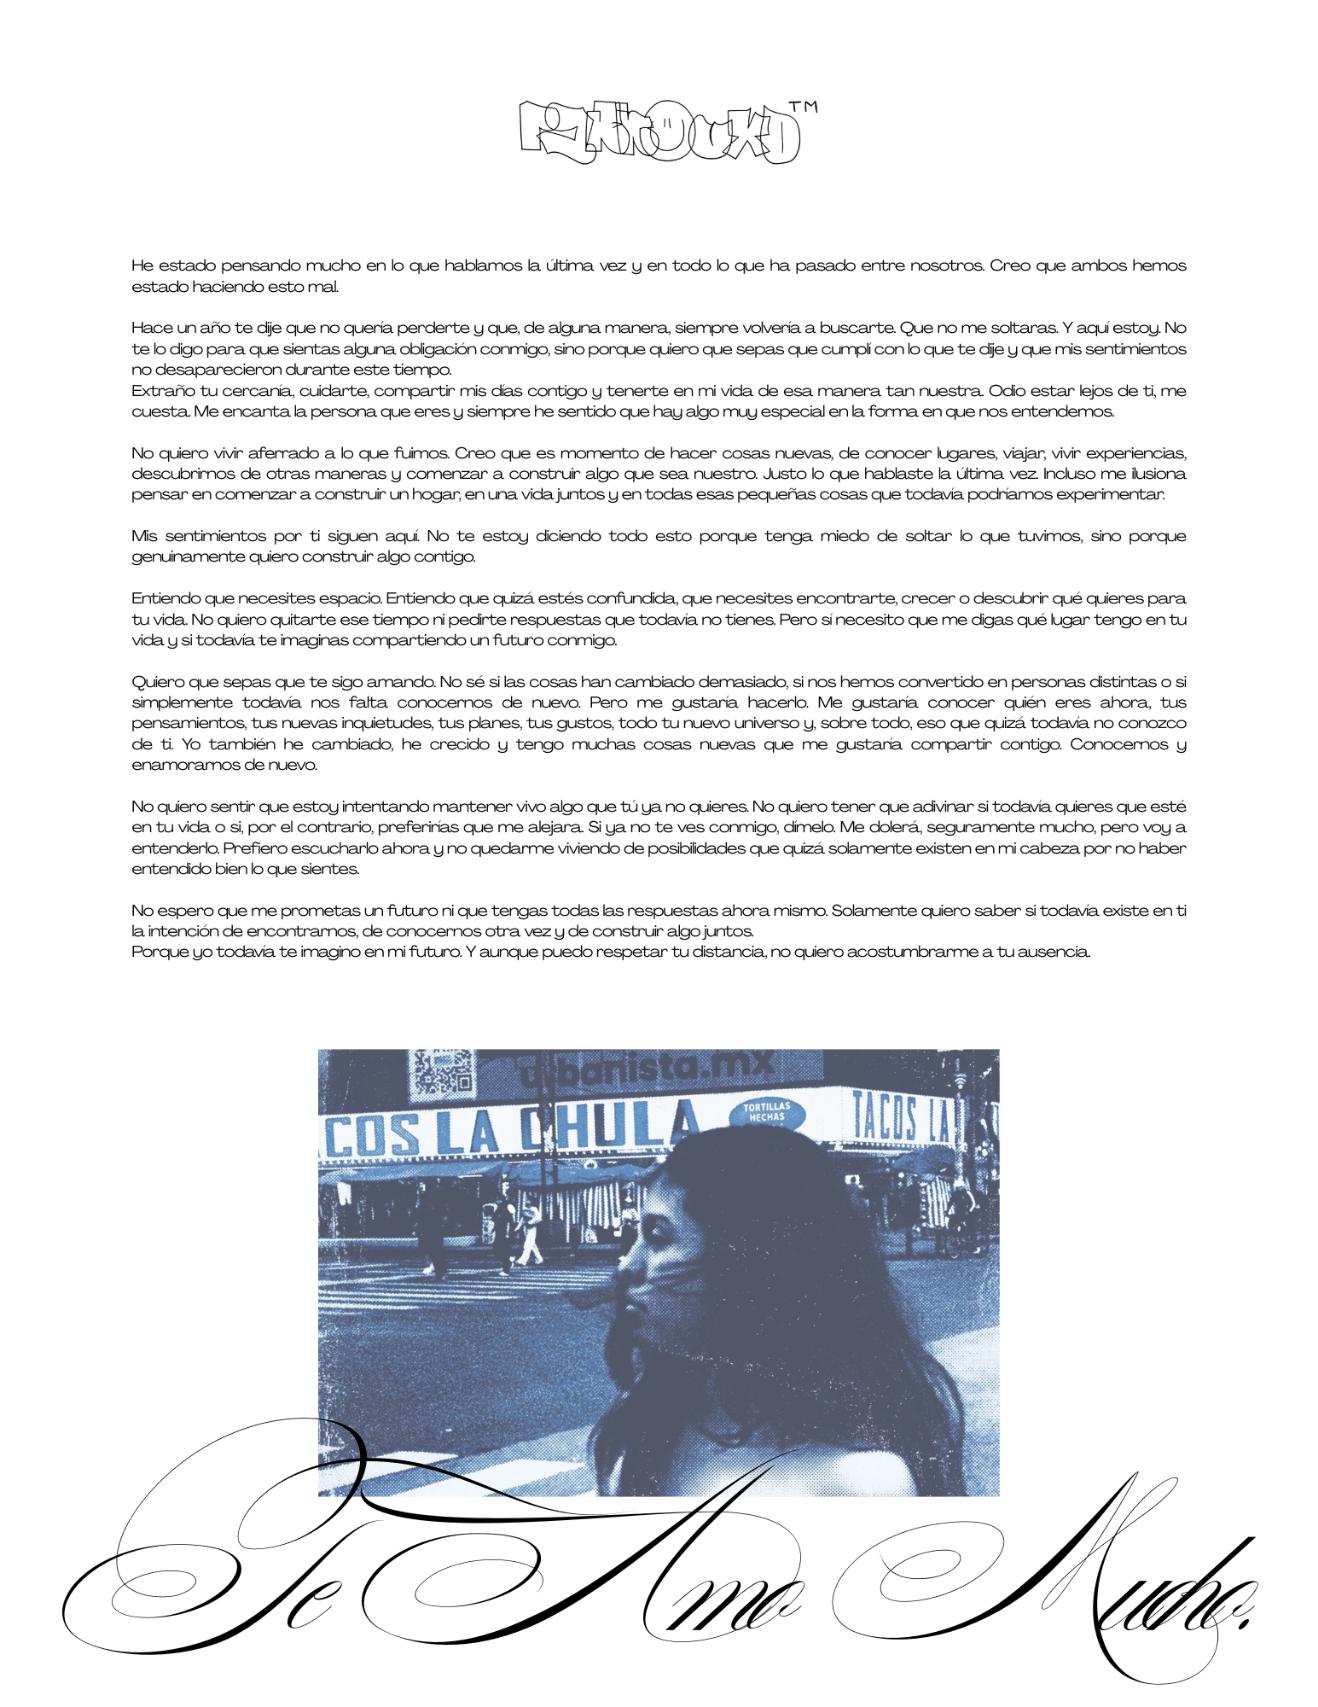 TM
He estado pensando mucho en lo que hablamos la última vez y en todo lo que ha pasado entre nosotros. Creo que ambos hemos
estado haciendo esto mal.
Hace un año te dije que no quería perderte y que, de alguna manera, siempre volvería a buscarte. Que no me soltaras. Y aquí estoy. No
te lo digo para que sientas alguna obligación conmigo, sino porque quiero que sepas que cumplí con lo que te dije y que mis sentimientos
no desaparecieron durante este tiempo.
Extraño tu cercanía, cuidarte, compartir mis días contigo y tenerte en mi vida de esa manera tan nuestra. Odio estar lejos de ti, me
cuesta. Me encanta la persona que eres y siempre he sentido que hay algo muy especial en la forma en que nos entendemos.
No quiero vivir aferrado a lo que fuimos. Creo que es momento de hacer cosas nuevas, de conocer lugares, viajar, vivir experiencias,
descubrirnos de otras maneras y comenzar a construir algo que sea nuestro. Justo lo que hablaste la última vez. Incluso me ilusiona
pensar en comenzar a construir un hogar, en una vida juntos y en todas esas pequeñas cosas que todavía podríamos experimentar.
Mis sentimientos por ti siguen aquí. No te estoy diciendo todo esto porque tenga miedo de soltar lo que tuvimos, sino porque
genuinamente quiero construir algo contigo.
Entiendo que necesites espacio. Entiendo que quizá estés confundida, que necesites encontrarte, crecer o descubrir qué quieres para
tu vida. No quiero quitarte ese tiempo ni pedirte respuestas que todavía no tienes. Pero sí necesito que me digas qué lugar tengo en tu
vida y si todavía te imaginas compartiendo un futuro conmigo.
Quiero que sepas que te sigo amando. No sé si las cosas han cambiado demasiado, si nos hemos convertido en personas distintas o si
simplemente todavía nos falta conocernos de nuevo. Pero me gustaría hacerlo. Me gustaría conocer quién eres ahora, tus
pensamientos, tus nuevas inquietudes, tus planes, tus gustos, todo tu nuevo universo y, sobre todo, eso que quizá todavía no conozco
de ti. Yo también he cambiado, he crecido y tengo muchas cosas nuevas que me gustaría compartir contigo. Conocernos y
enamorarnos de nuevo.
No quiero sentir que estoy intentando mantener vivo algo que tú ya no quieres. No quiero tener que adivinar si todavía quieres que esté
en tu vida o si, por el contrario, preferirías que me alejara. Si ya no te ves conmigo, dímelo. Me dolerá, seguramente mucho, pero voy a
entenderlo. Prefiero escucharlo ahora y no quedarme viviendo de posibilidades que quizá solamente existen en mi cabeza por no haber
entendido bien lo que sientes.
No espero que me prometas un futuro ni que tengas todas las respuestas ahora mismo. Solamente quiero saber si todavía existe en ti
la intención de encontrarnos, de conocernos otra vez y de construir algo juntos.
Porque yo todavía te imagino en mi futuro. Y aunque puedo respetar tu distancia, no quiero acostumbrarme a tu ausencia.
urbanista.mx
COS LA CHULA
TORTILLAS
HECHAS
TACOS LA
Te Amo Mucho.